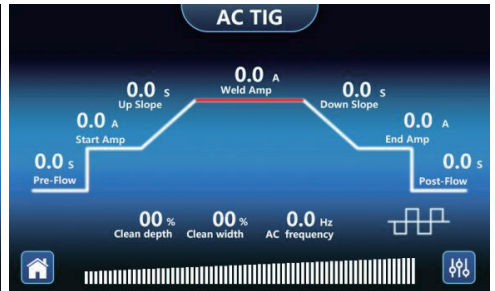 AC TIG
0.0 A
Weld Amp
0.0 S
Up Slope
0.0 S
Down Slope
0.0 A
Start Amp
0.0 A
End Amp
0.0 S
Pre-Flow
0.0 S
Post-Flow
00 % 00 % 0.0 Hz
Clean depth Clean width AC frequency